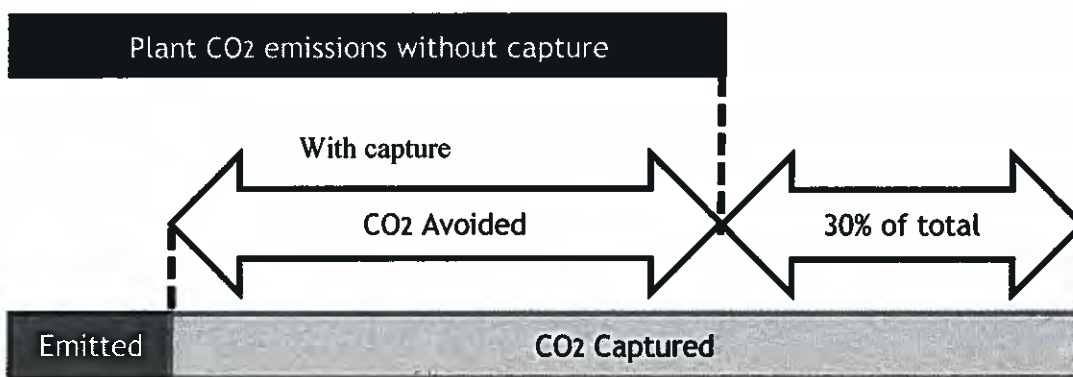 Plant CO2 emissions without capture
With capture
CO2 Avoided
30% of total
Emitted
CO2 Captured